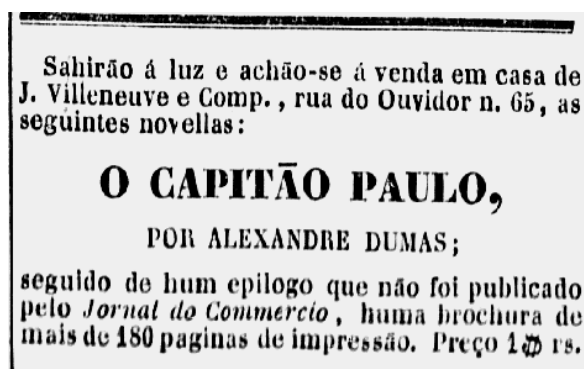 Sahirão á luz e achão-se á venda em casa de
J. Villeneuve e Comp., rua do Ouvidor n. 65, as
seguintes novellas:
O CAPITÃO PAULO,
POR ALEXANDRE DUMAS;
seguido de hum epilogo que não foi publicado
pelo Jornal do Commercio, huma brochura de
mais de 180 paginas de impressão. Preço 1$ rs.